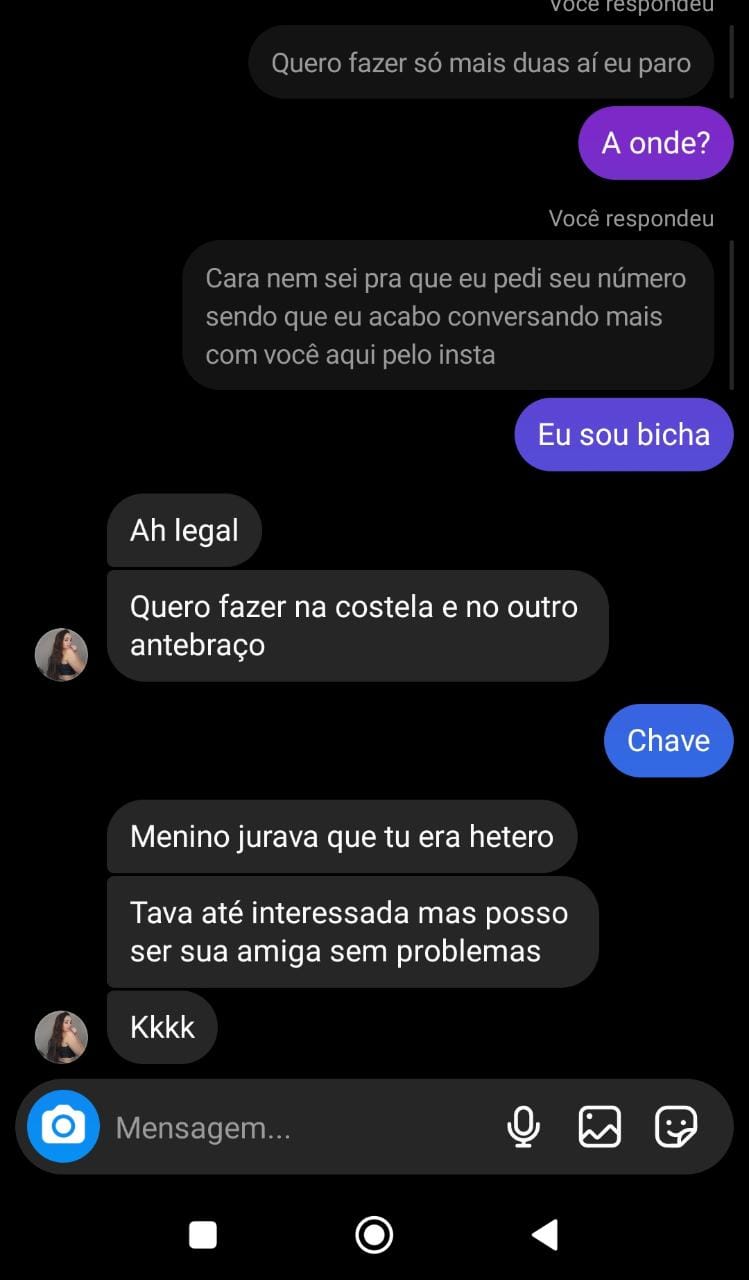 Você respondeu
Quero fazer só mais duas aí eu paro
A onde?
Você respondeu
Cara nem sei pra que eu pedi seu número
sendo que eu acabo conversando mais
com você aqui pelo insta
Eu sou bicha
Ah legal
Quero fazer na costela e no outro
antebraço
Chave
Menino jurava que tu era hetero
Tava até interessada mas posso
ser sua amiga sem problemas
Kkkk
Mensagem...